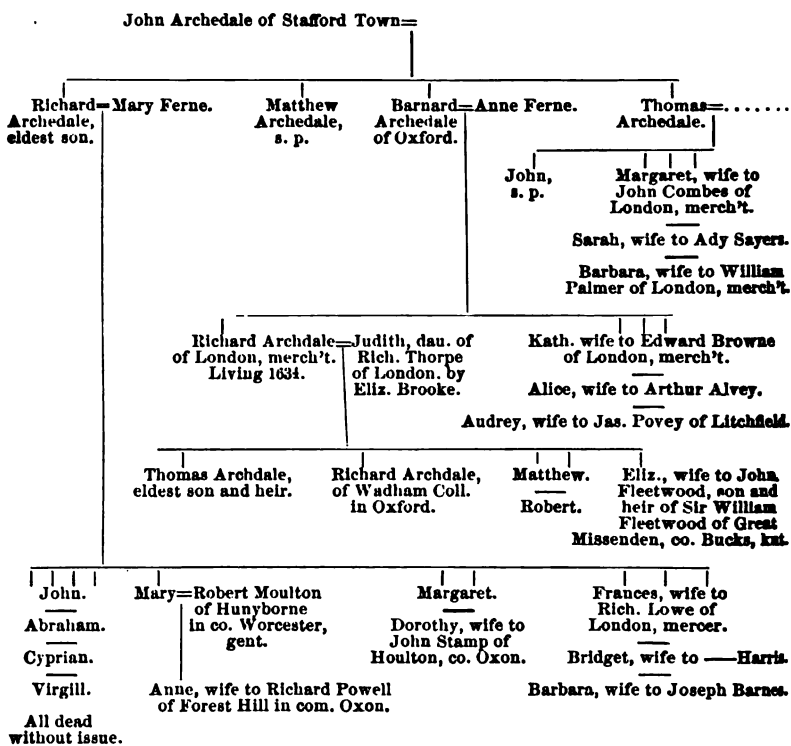 John Archedale of Stafford Town=
Richard=Mary Ferne.
Archedale,
eldest son.
Matthew
Archedale,
s. p.
Barnard=Anne Ferne.
Archedale
of Oxford.
Thomas=.......
Archedale.
John,
s. p.
Margaret, wife to
John Combes of
London, merch't.
Sarah, wife to Ady Sayers.
Barbara, wife to William
Palmer of London, merch't.
Richard Archdale=Judith, dau. of
of London, merch't. Rich. Thorpe
Living 1634. of London. by
Eliz. Brooke.
Kath. wife to Edward Browne
of London, merch't.
Alice, wife to Arthur Alvey.
Audrey, wife to Jas. Povey of Litchfield.
Thomas Archdale,
eldest son and heir.
Richard Archdale,
of Wadham Coll.
in Oxford.
Matthew.
Robert.
Eliz., wife to John
Fleetwood, son and
heir of Sir William
Fleetwood of Great
Missenden, co. Bucks, knt.
John.
Abraham.
Cyprian.
Virgill.
All dead
without issue.
Mary=Robert Moulton
of Hunyborne
in co. Worcester,
gent.
Anne, wife to Richard Powell
of Forest Hill in com. Oxon.
Margaret.
Dorothy, wife to
John Stamp of
Houlton, co. Oxon.
Frances, wife to
Rich. Lowe of
London, mercer.
Bridget, wife to —Harris.
Barbara, wife to Joseph Barnes.